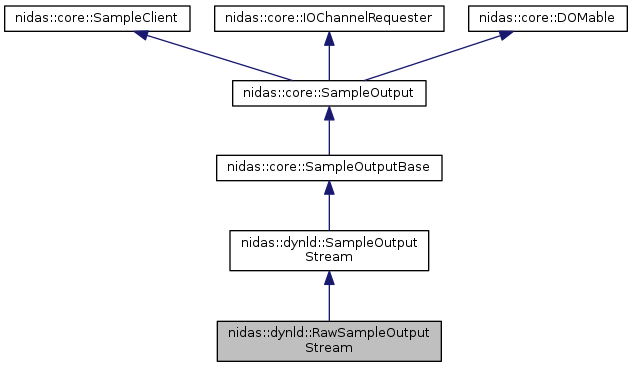 nidas::core::SampleClient
nidas::core::IOChannelRequester
nidas::core::DOMable
nidas::core::SampleOutput
nidas::core::SampleOutputBase
nidas::dynld::SampleOutput
Stream
nidas::dynld::RawSampleOutput
Stream